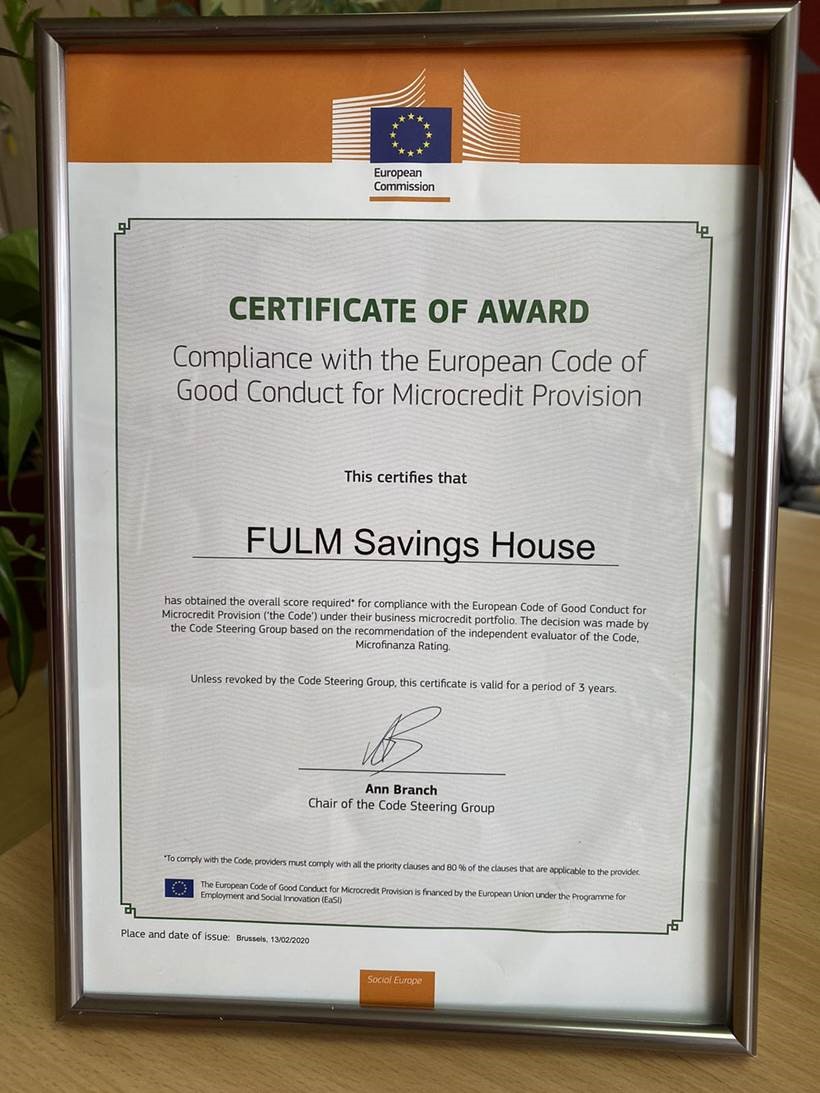 European
Commission
CERTIFICATE OF AWARD
Compliance with the European Code of
Good Conduct for Microcredit Provision
This certifies that
FULM Savings House
has obtained the overall score required* for compliance with the European Code of Good Conduct for
Microcredit Provision ('the Code') under their business microcredit portfolio. The decision was made by
the Code Steering Group based on the recommendation of the independent evaluator of the Code,
Microfinanza Rating.
Unless revoked by the Code Steering Group, this certificate is valid for a period of 3 years.
Ann Branch
Chair of the Code Steering Group
*To comply with the Code, providers must comply with all the priority clauses and 80 % of the clauses that are applicable to the provider.
The European Code of Good Conduct for Microcredit Provision is financed by the European Union under the Programme for
Employment and Social Innovation (EaSI)
Place and date of issue: Brussels, 13/02/2020
Social Europe